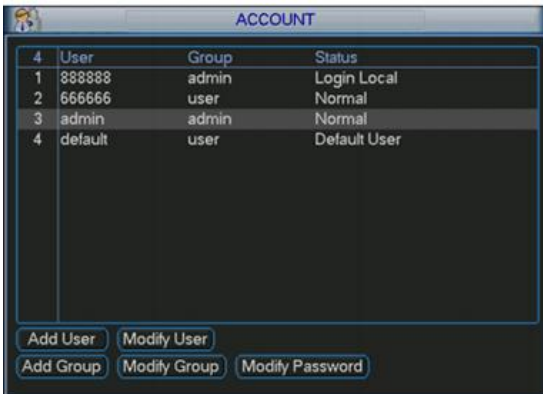 ACCOUNT
4 User Group Status
1 888888 admin Login Local
2 666666 user Normal
3 admin admin Normal
4 default user Default User
Add User Modify User
Add Group Modify Group Modify Password